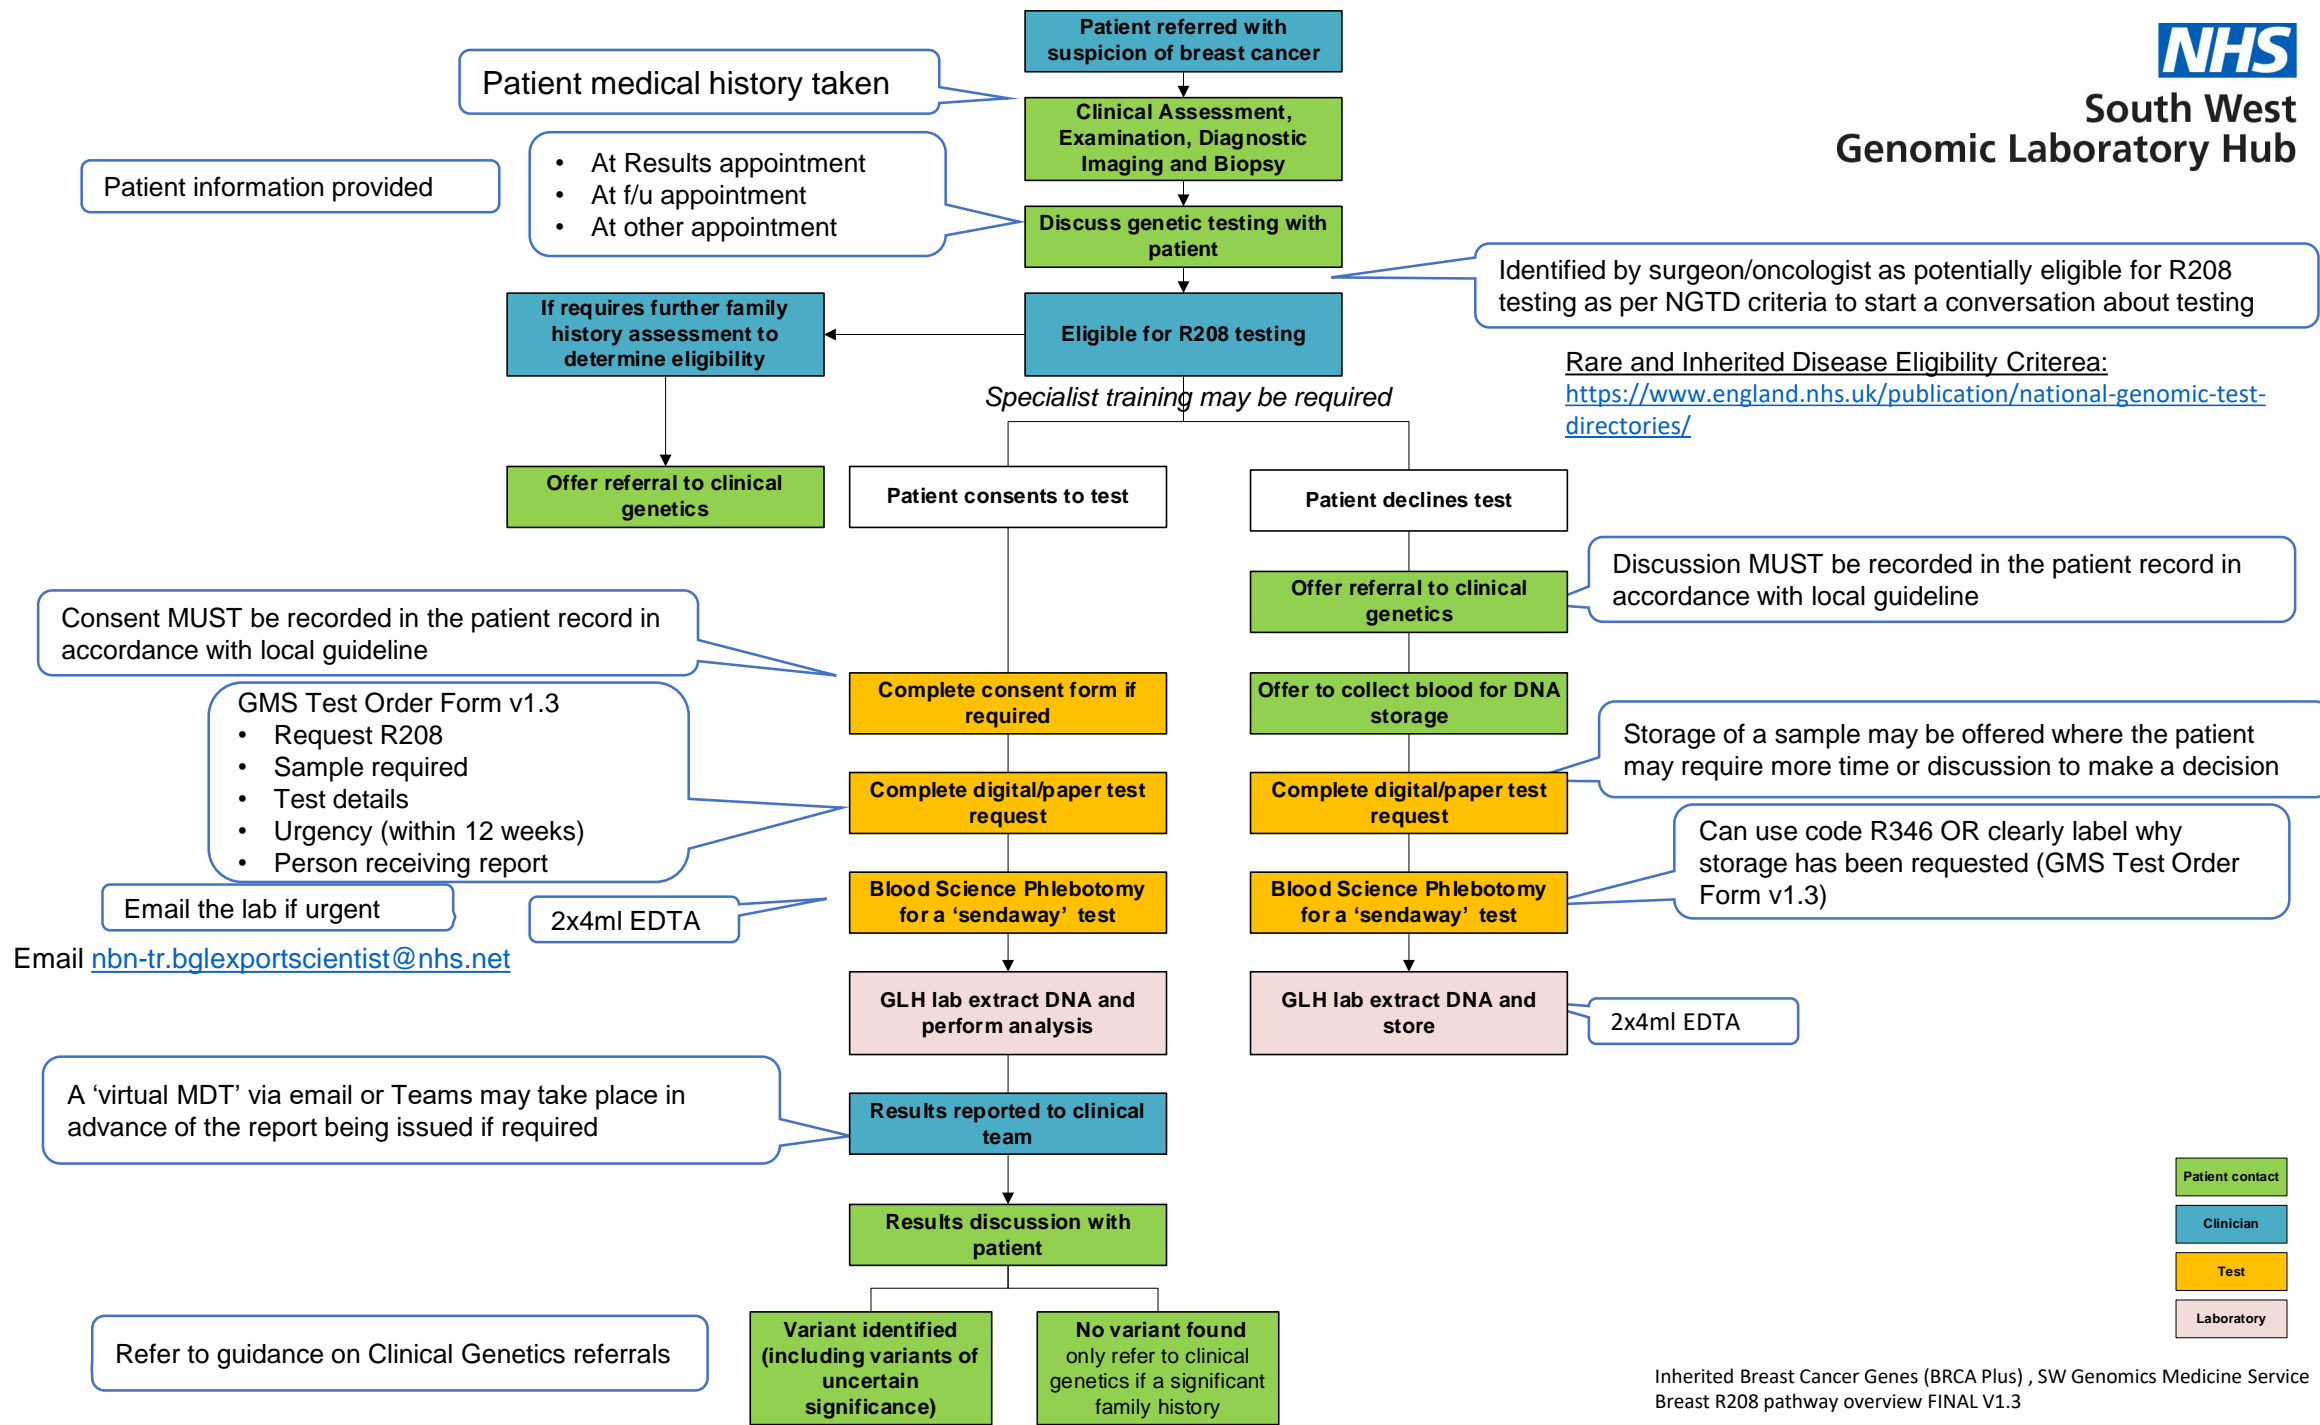 Patient referred with
suspicion of breast cancer
NHS
South West
Genomic Laboratory Hub
Patient medical history taken
Clinical Assessment,
Examination, Diagnostic
Imaging and Biopsy
Patient information provided
• At Results appointment
• At f/u appointment
• At other appointment
Discuss genetic testing with
patient
Identified by surgeon/oncologist as potentially eligible for R208
testing as per NGTD criteria to start a conversation about testing
If requires further family
history assessment to
determine eligibility
Eligible for R208 testing
Rare and Inherited Disease Eligibility Criterea:
https://www.england.nhs.uk/publication/national-genomic-test-
directories/
Specialist training may be required
Offer referral to clinical
genetics
Patient consents to test
Patient declines test
Discussion MUST be recorded in the patient record in
accordance with local guideline
Offer referral to clinical
genetics
Consent MUST be recorded in the patient record in
accordance with local guideline
Complete consent form if
required
Offer to collect blood for DNA
storage
GMS Test Order Form v1.3
• Request R208
• Sample required
• Test details
• Urgency (within 12 weeks)
• Person receiving report
Storage of a sample may be offered where the patient
may require more time or discussion to make a decision
Complete digital/paper test
request
Complete digital/paper test
request
Can use code R346 OR clearly label why
storage has been requested (GMS Test Order
Form v1.3)
Email the lab if urgent
2x4ml EDTA
Blood Science Phlebotomy
for a ‘sendaway’ test
Blood Science Phlebotomy
for a ‘sendaway’ test
Email nbn-tr.bglexportscientist@nhs.net
GLH lab extract DNA and
perform analysis
GLH lab extract DNA and
store
2x4ml EDTA
A ‘virtual MDT’ via email or Teams may take place in
advance of the report being issued if required
Results reported to clinical
team
Results discussion with
patient
Patient contact
Clinician
Test
Laboratory
Refer to guidance on Clinical Genetics referrals
Variant identified
(including variants of
uncertain
significance)
No variant found
only refer to clinical
genetics if a significant
family history
Inherited Breast Cancer Genes (BRCA Plus) , SW Genomics Medicine Service
Breast R208 pathway overview FINAL V1.3